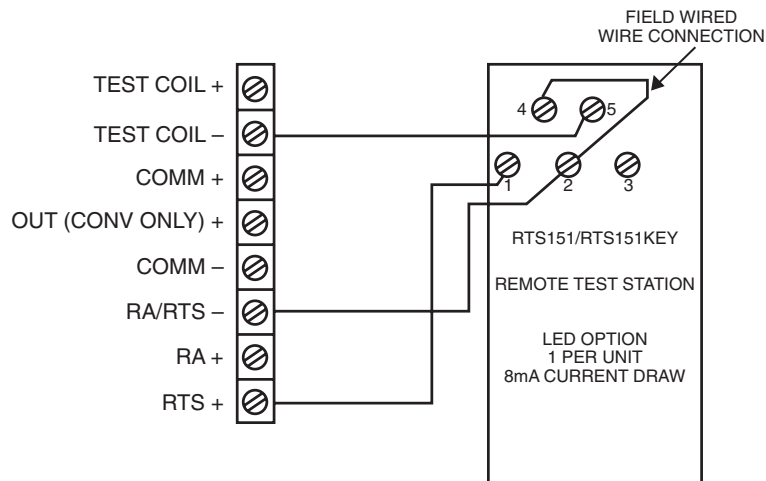 FIELD WIRED
WIRE CONNECTION
TEST COIL +
TEST COIL –
COMM +
OUT (CONV ONLY) +
COMM –
RA/RTS –
RA +
RTS +
4
5
1
2
3
RTS151/RTS151KEY
REMOTE TEST STATION
LED OPTION
1 PER UNIT
8mA CURRENT DRAW